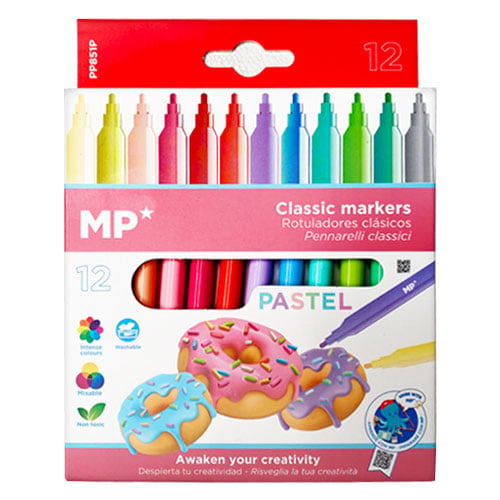 PP851P
12
MP
Classic markers
Rotuladores clásicos
Pennarelli classici
12
PASTEL
MP
Intense
colours
Washable
Mixable
Non toxic
Awaken your creativity
Despierta tu creatividad - Risveglia la tua creatività